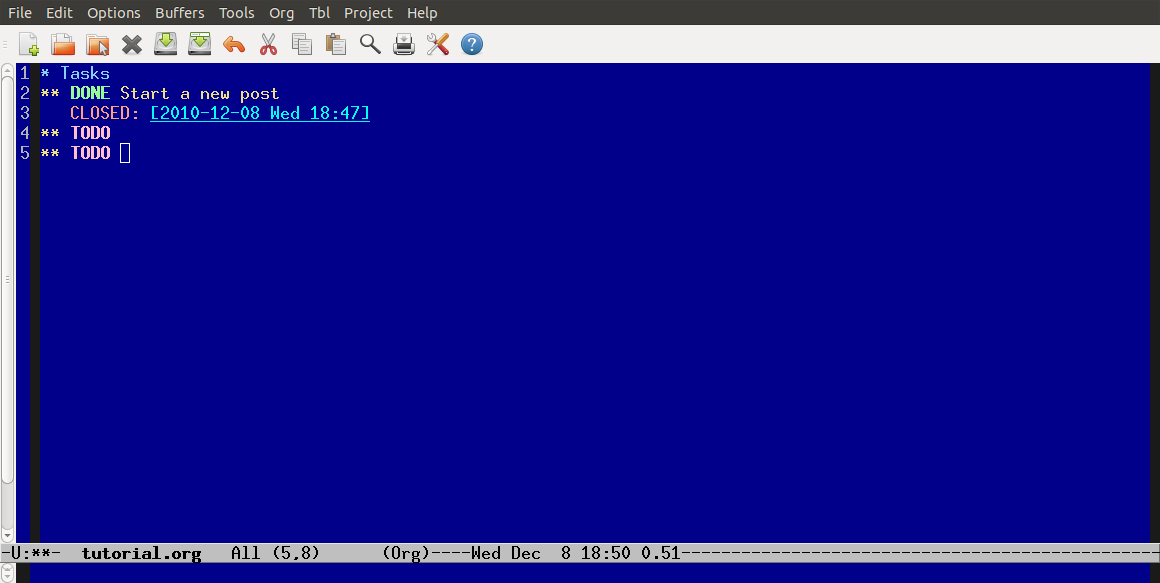 File Edit Options Buffers Tools Org Tbl Project Help
1 * Tasks
2 ** DONE Start a new post
3    CLOSED: [2010-12-08 Wed 18:47]
4 ** TODO
5 ** TODO
-U:**-  tutorial.org   All (5,8)      (Org)----Wed Dec  8 18:50 0.51------------------------------------------------